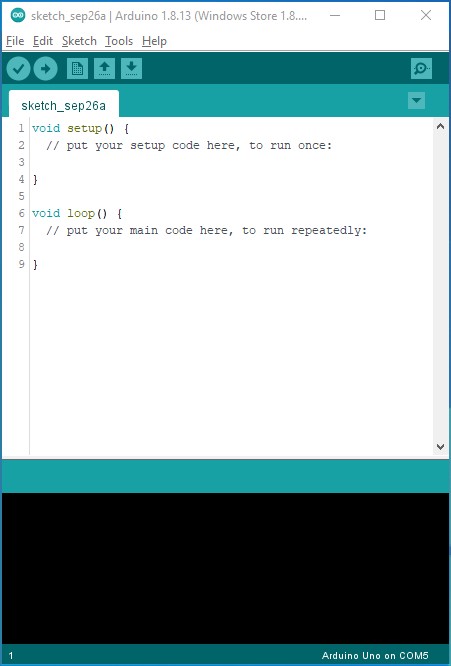 sketch_sep26a | Arduino 1.8.13 (Windows Store 1.8....
File Edit Sketch Tools Help
sketch_sep26a
1 void setup() {
2   // put your setup code here, to run once:
3
4 }
5
6 void loop() {
7   // put your main code here, to run repeatedly:
8
9 }
1 Arduino Uno on COM5